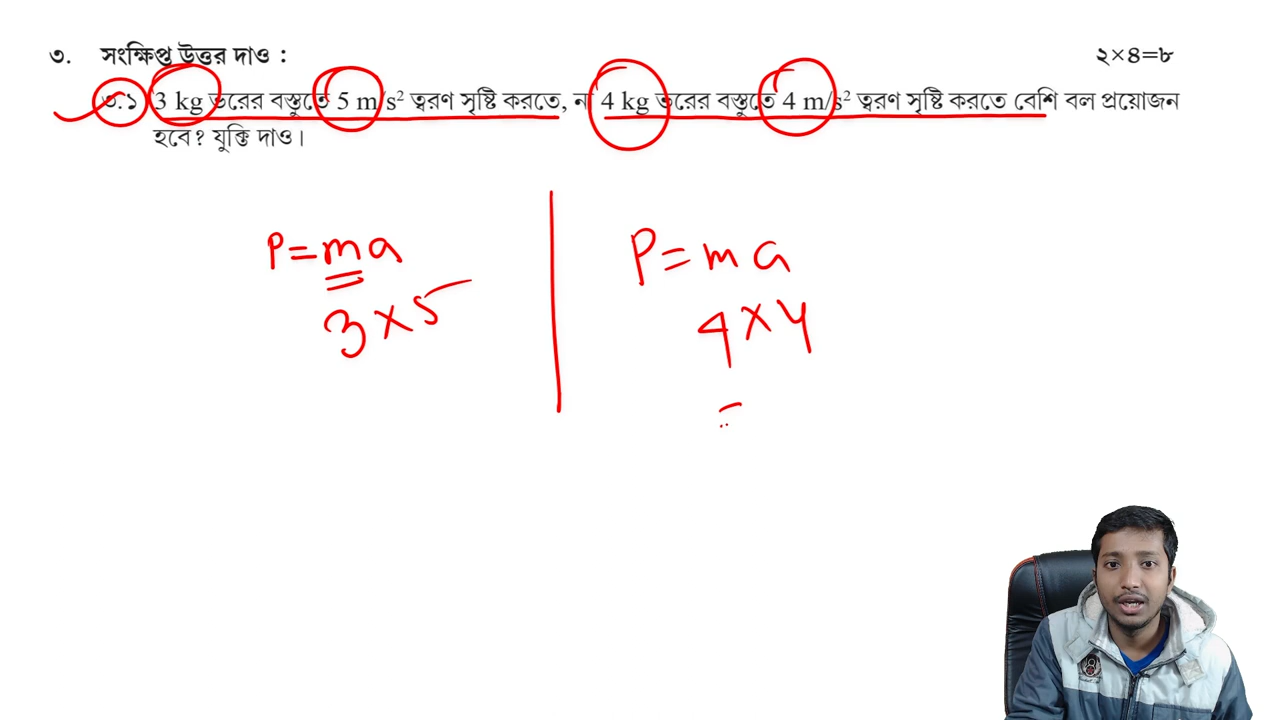 ৩. সংক্ষিপ্ত উত্তর দাও : ২×৪=৮
৩.১ 3 kg ভরের বস্তুতে 5 m/s² ত্বরণ সৃষ্টি করতে, না 4 kg ভরের বস্তুতে 4 m/s² ত্বরণ সৃষ্টি করতে বেশি বল প্রয়োজন
হবে? যুক্তি দাও।
P=ma
3×5
P=ma
4×4
=